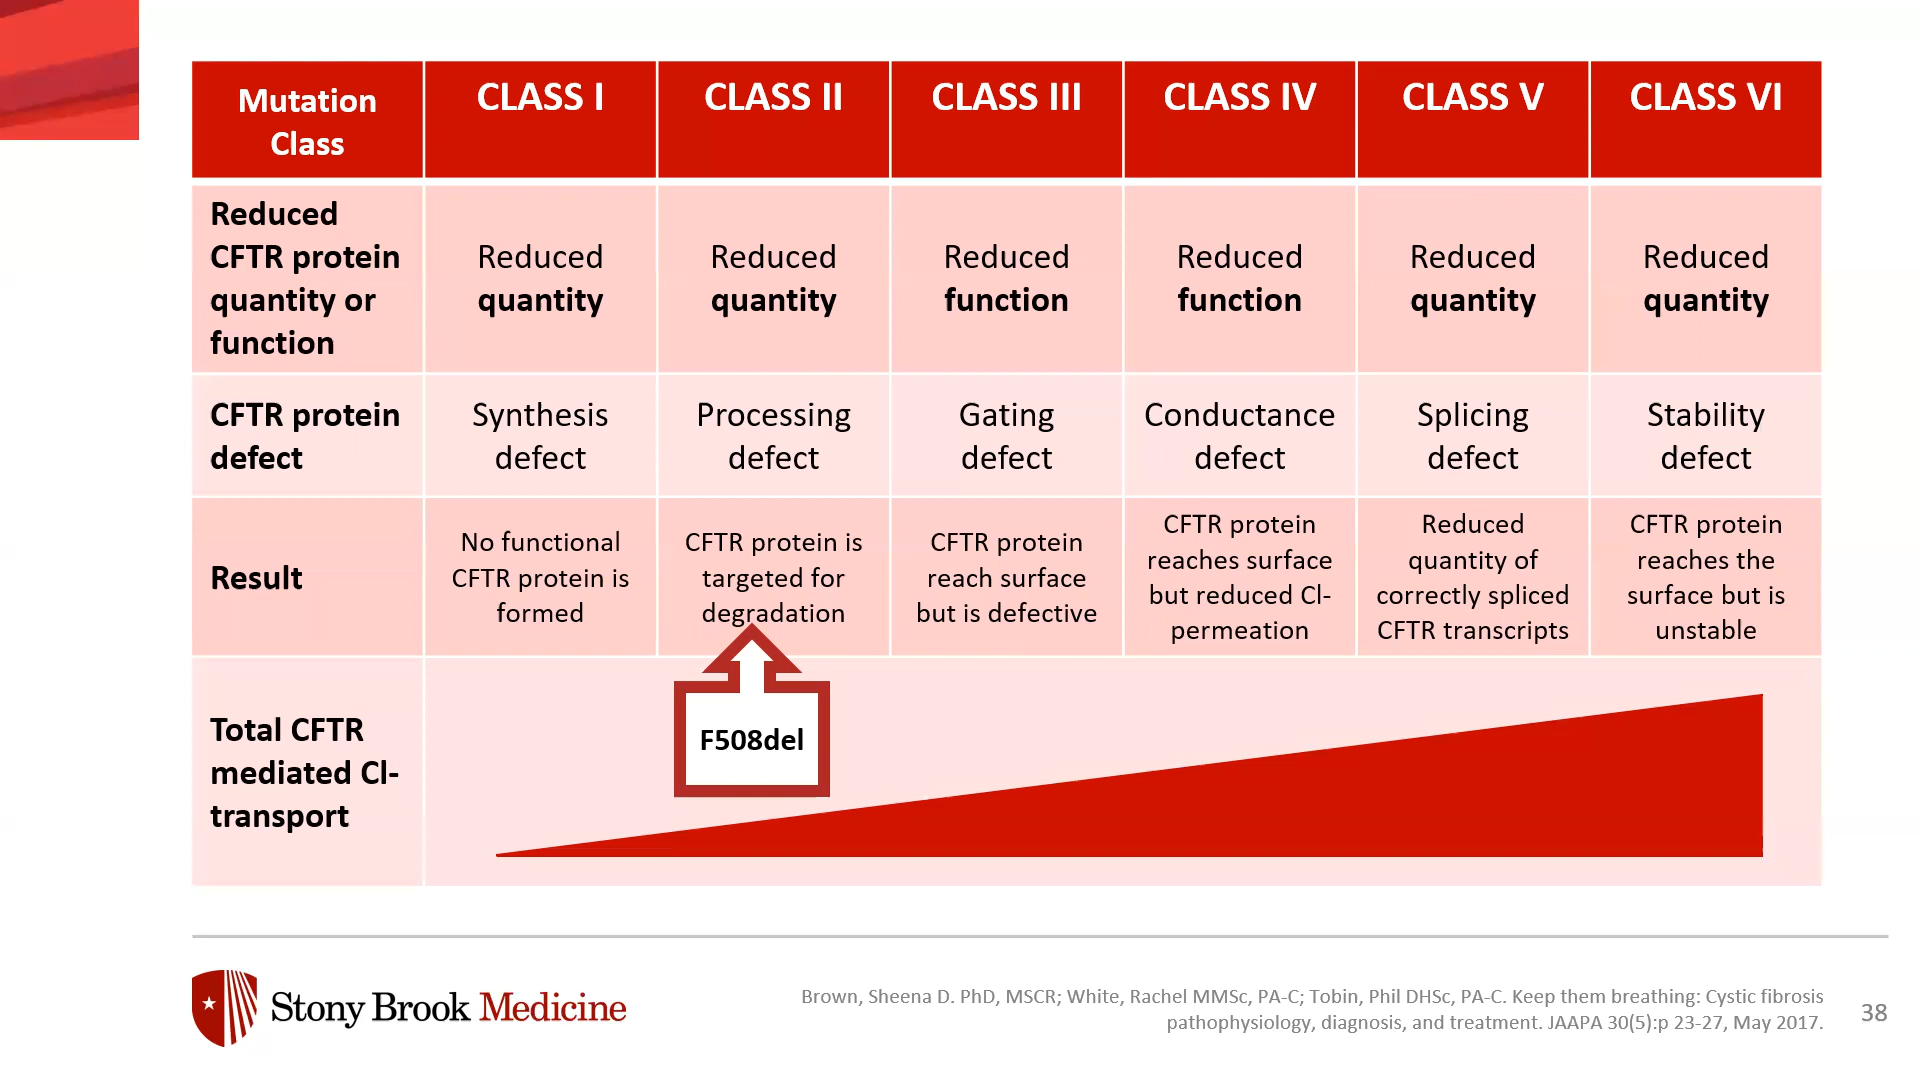 Mutation
Class
CLASS I
CLASS II
CLASS III
CLASS IV
CLASS V
CLASS VI
Reduced
CFTR protein
quantity or
function
Reduced
quantity
Reduced
quantity
Reduced
function
Reduced
function
Reduced
quantity
Reduced
quantity
CFTR protein
defect
Synthesis
defect
Processing
defect
Gating
defect
Conductance
defect
Splicing
defect
Stability
defect
Result
No functional
CFTR protein is
formed
CFTR protein is
targeted for
degradation
CFTR protein
reach surface
but is defective
CFTR protein
reaches surface
but reduced Cl-
permeation
Reduced
quantity of
correctly spliced
CFTR transcripts
CFTR protein
reaches the
surface but is
unstable
Total CFTR
mediated Cl-
transport
F508del
Stony Brook Medicine
Brown, Sheena D. PhD, MSCR; White, Rachel MMSc, PA-C; Tobin, Phil DHSc, PA-C. Keep them breathing: Cystic fibrosis
pathophysiology, diagnosis, and treatment. JAAPA 30(5):p 23-27, May 2017.
38